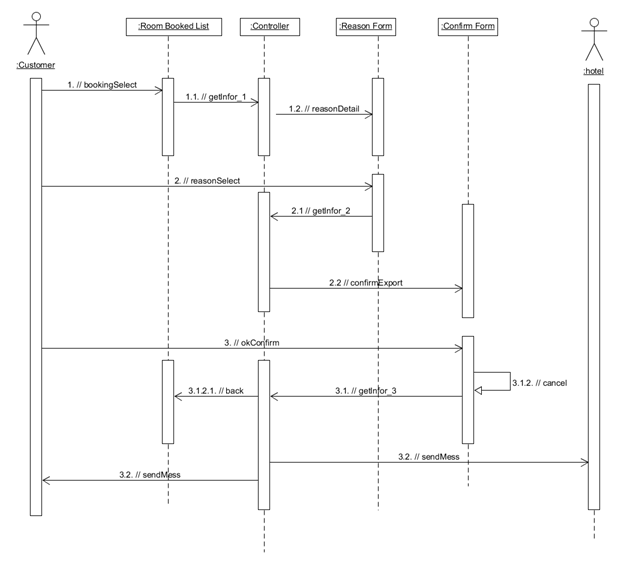 :Room Booked List
:Controller
:Reason Form
:Confirm Form
:Customer
:hotel
1. // bookingSelect
1.1. // getInfor_1
1.2. // reasonDetail
2. // reasonSelect
2.1 // getInfor_2
2.2 // confirmExport
3. // okConfirm
3.1.2. // cancel
3.1.2.1. // back
3.1. // getInfor_3
3.2. // sendMess
3.2. // sendMess